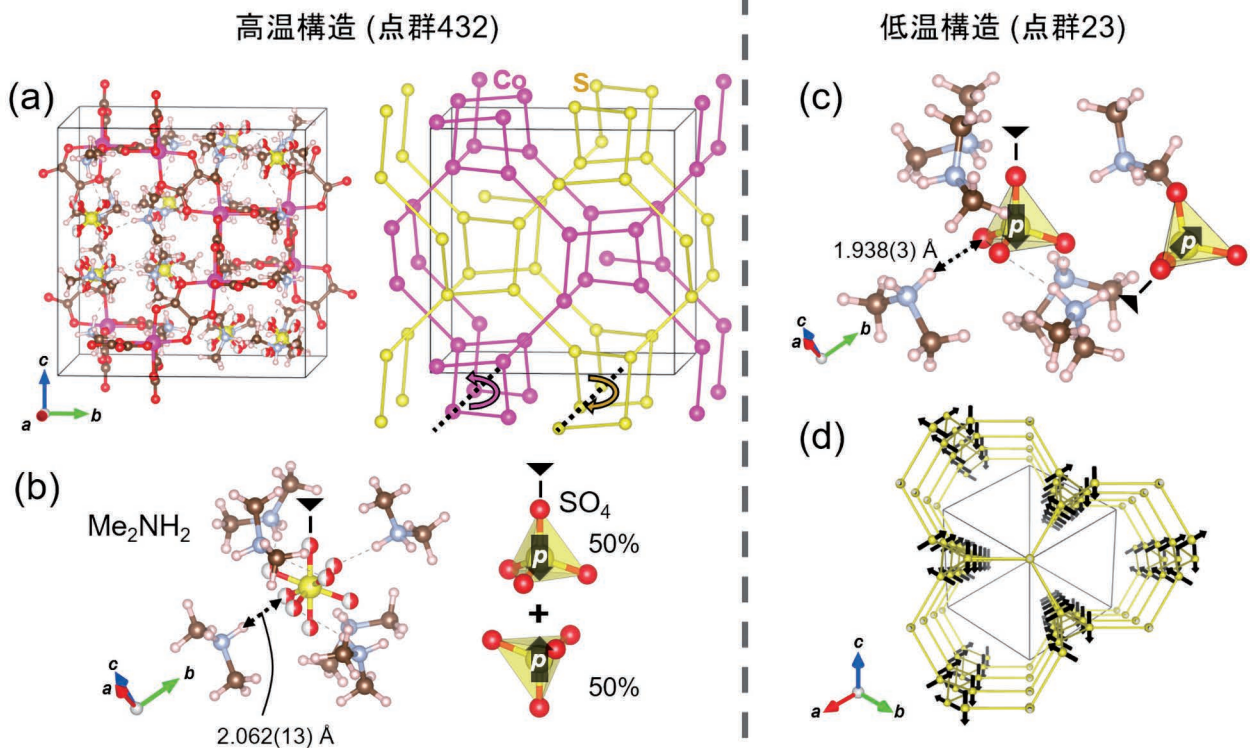 高温構造 (点群432)
低温構造 (点群23)
(a)
Co
S
c
a
b
(b)
Me₂NH₂
SO₄
p
50%
+
p
50%
c
a
b
2.062(13) Å
(c)
p
p
1.938(3) Å
c
a
b
(d)
c
a
b